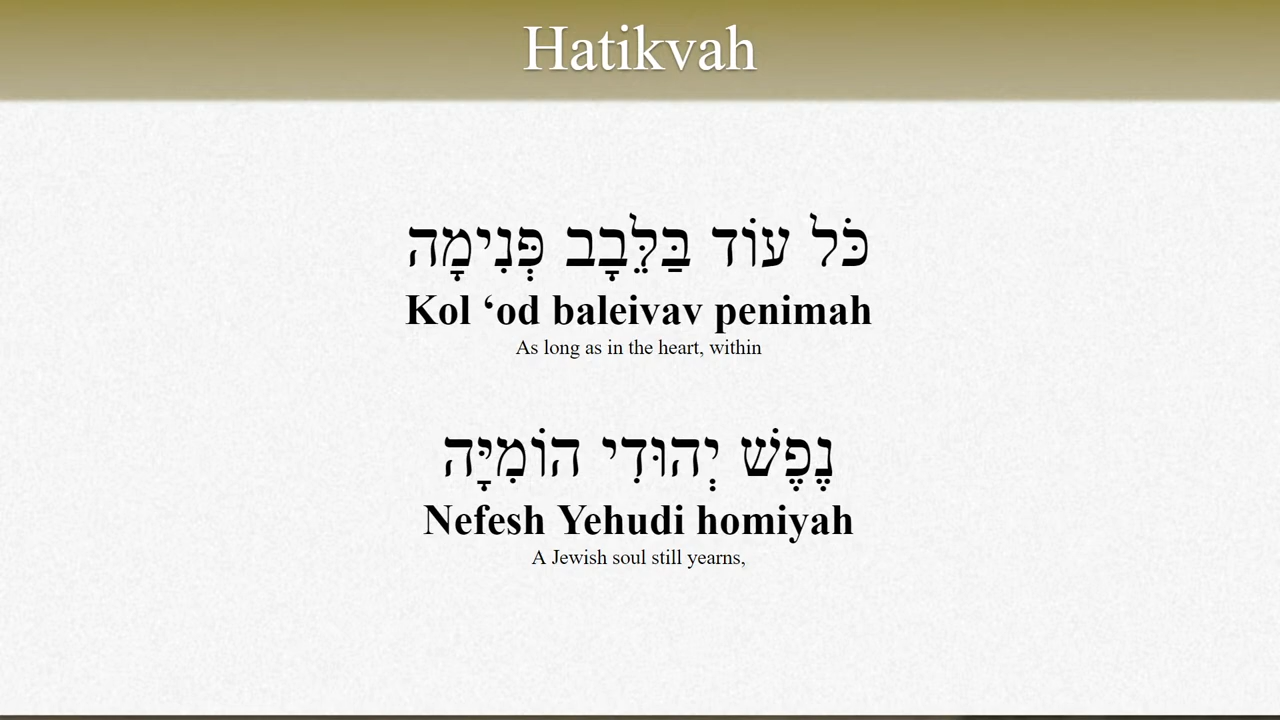 Hatikvah
כֹּל עוֹד בַּלֵּבָב פְּנִימָה
Kol ‘od baleivav penimah
As long as in the heart, within
נֶפֶשׁ יְהוּדִי הוֹמִיָּה
Nefesh Yehudi homiyah
A Jewish soul still yearns,